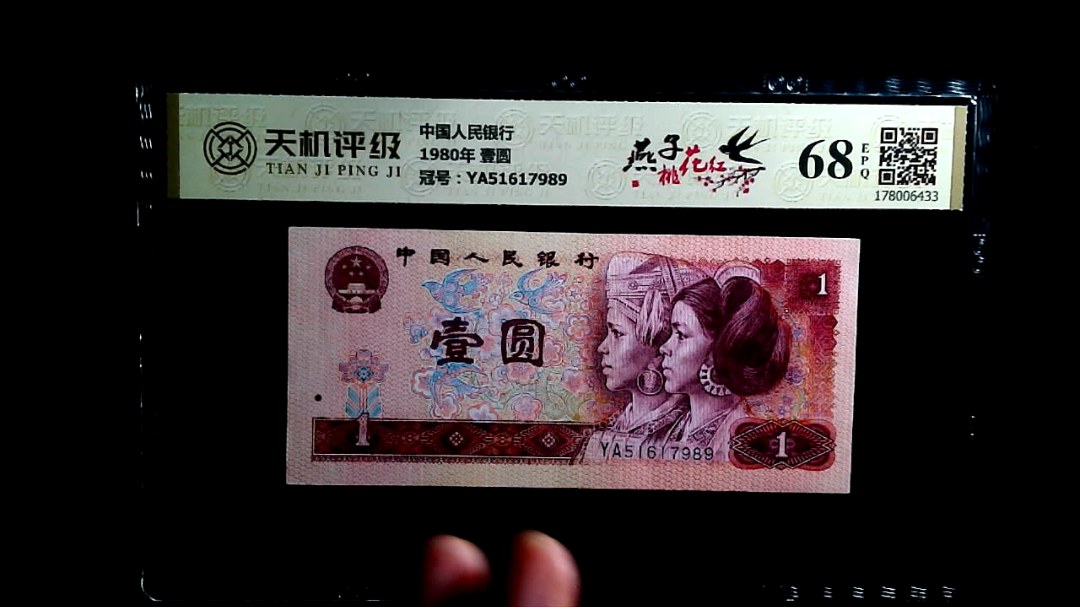 天机评级
TIAN JI PING JI
中国人民银行
1980年 壹圆
冠号：YA51617989
燕子
桃花红
68
EPQ
178006433
中国人民银行
1
壹圆
1
YA51617989
1